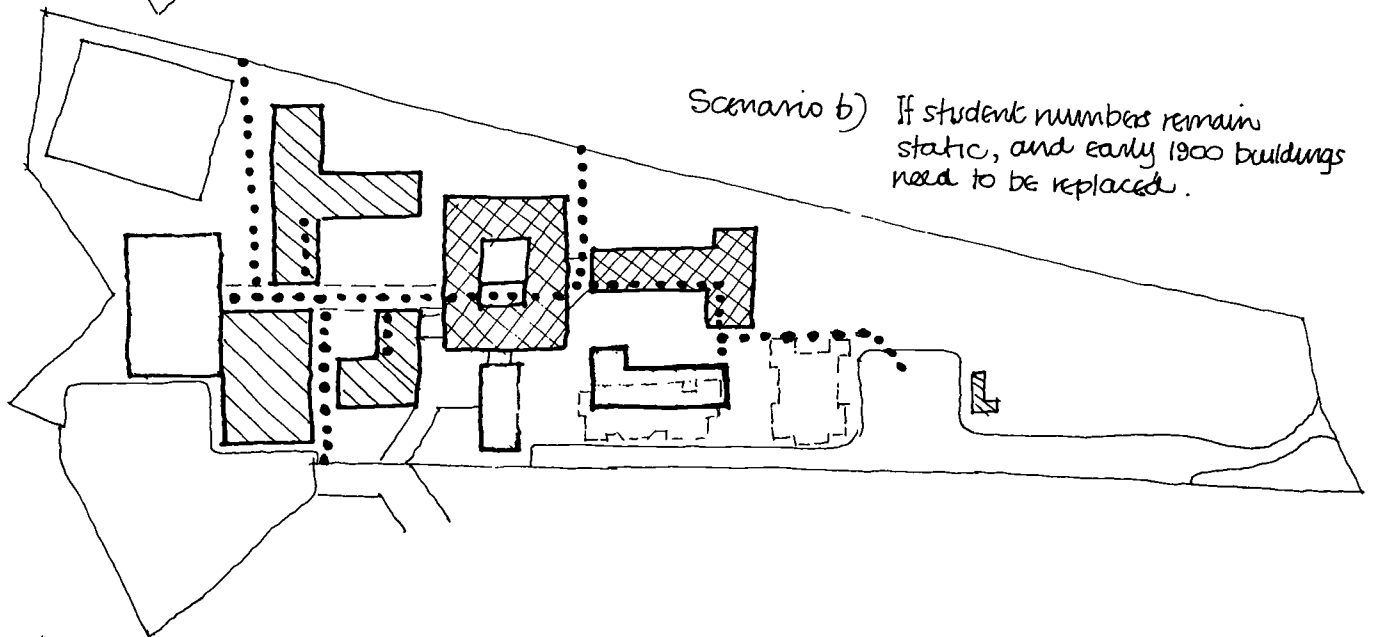 Scenario b) If student numbers remain
static, and early 1900 buildings
need to be replaced.